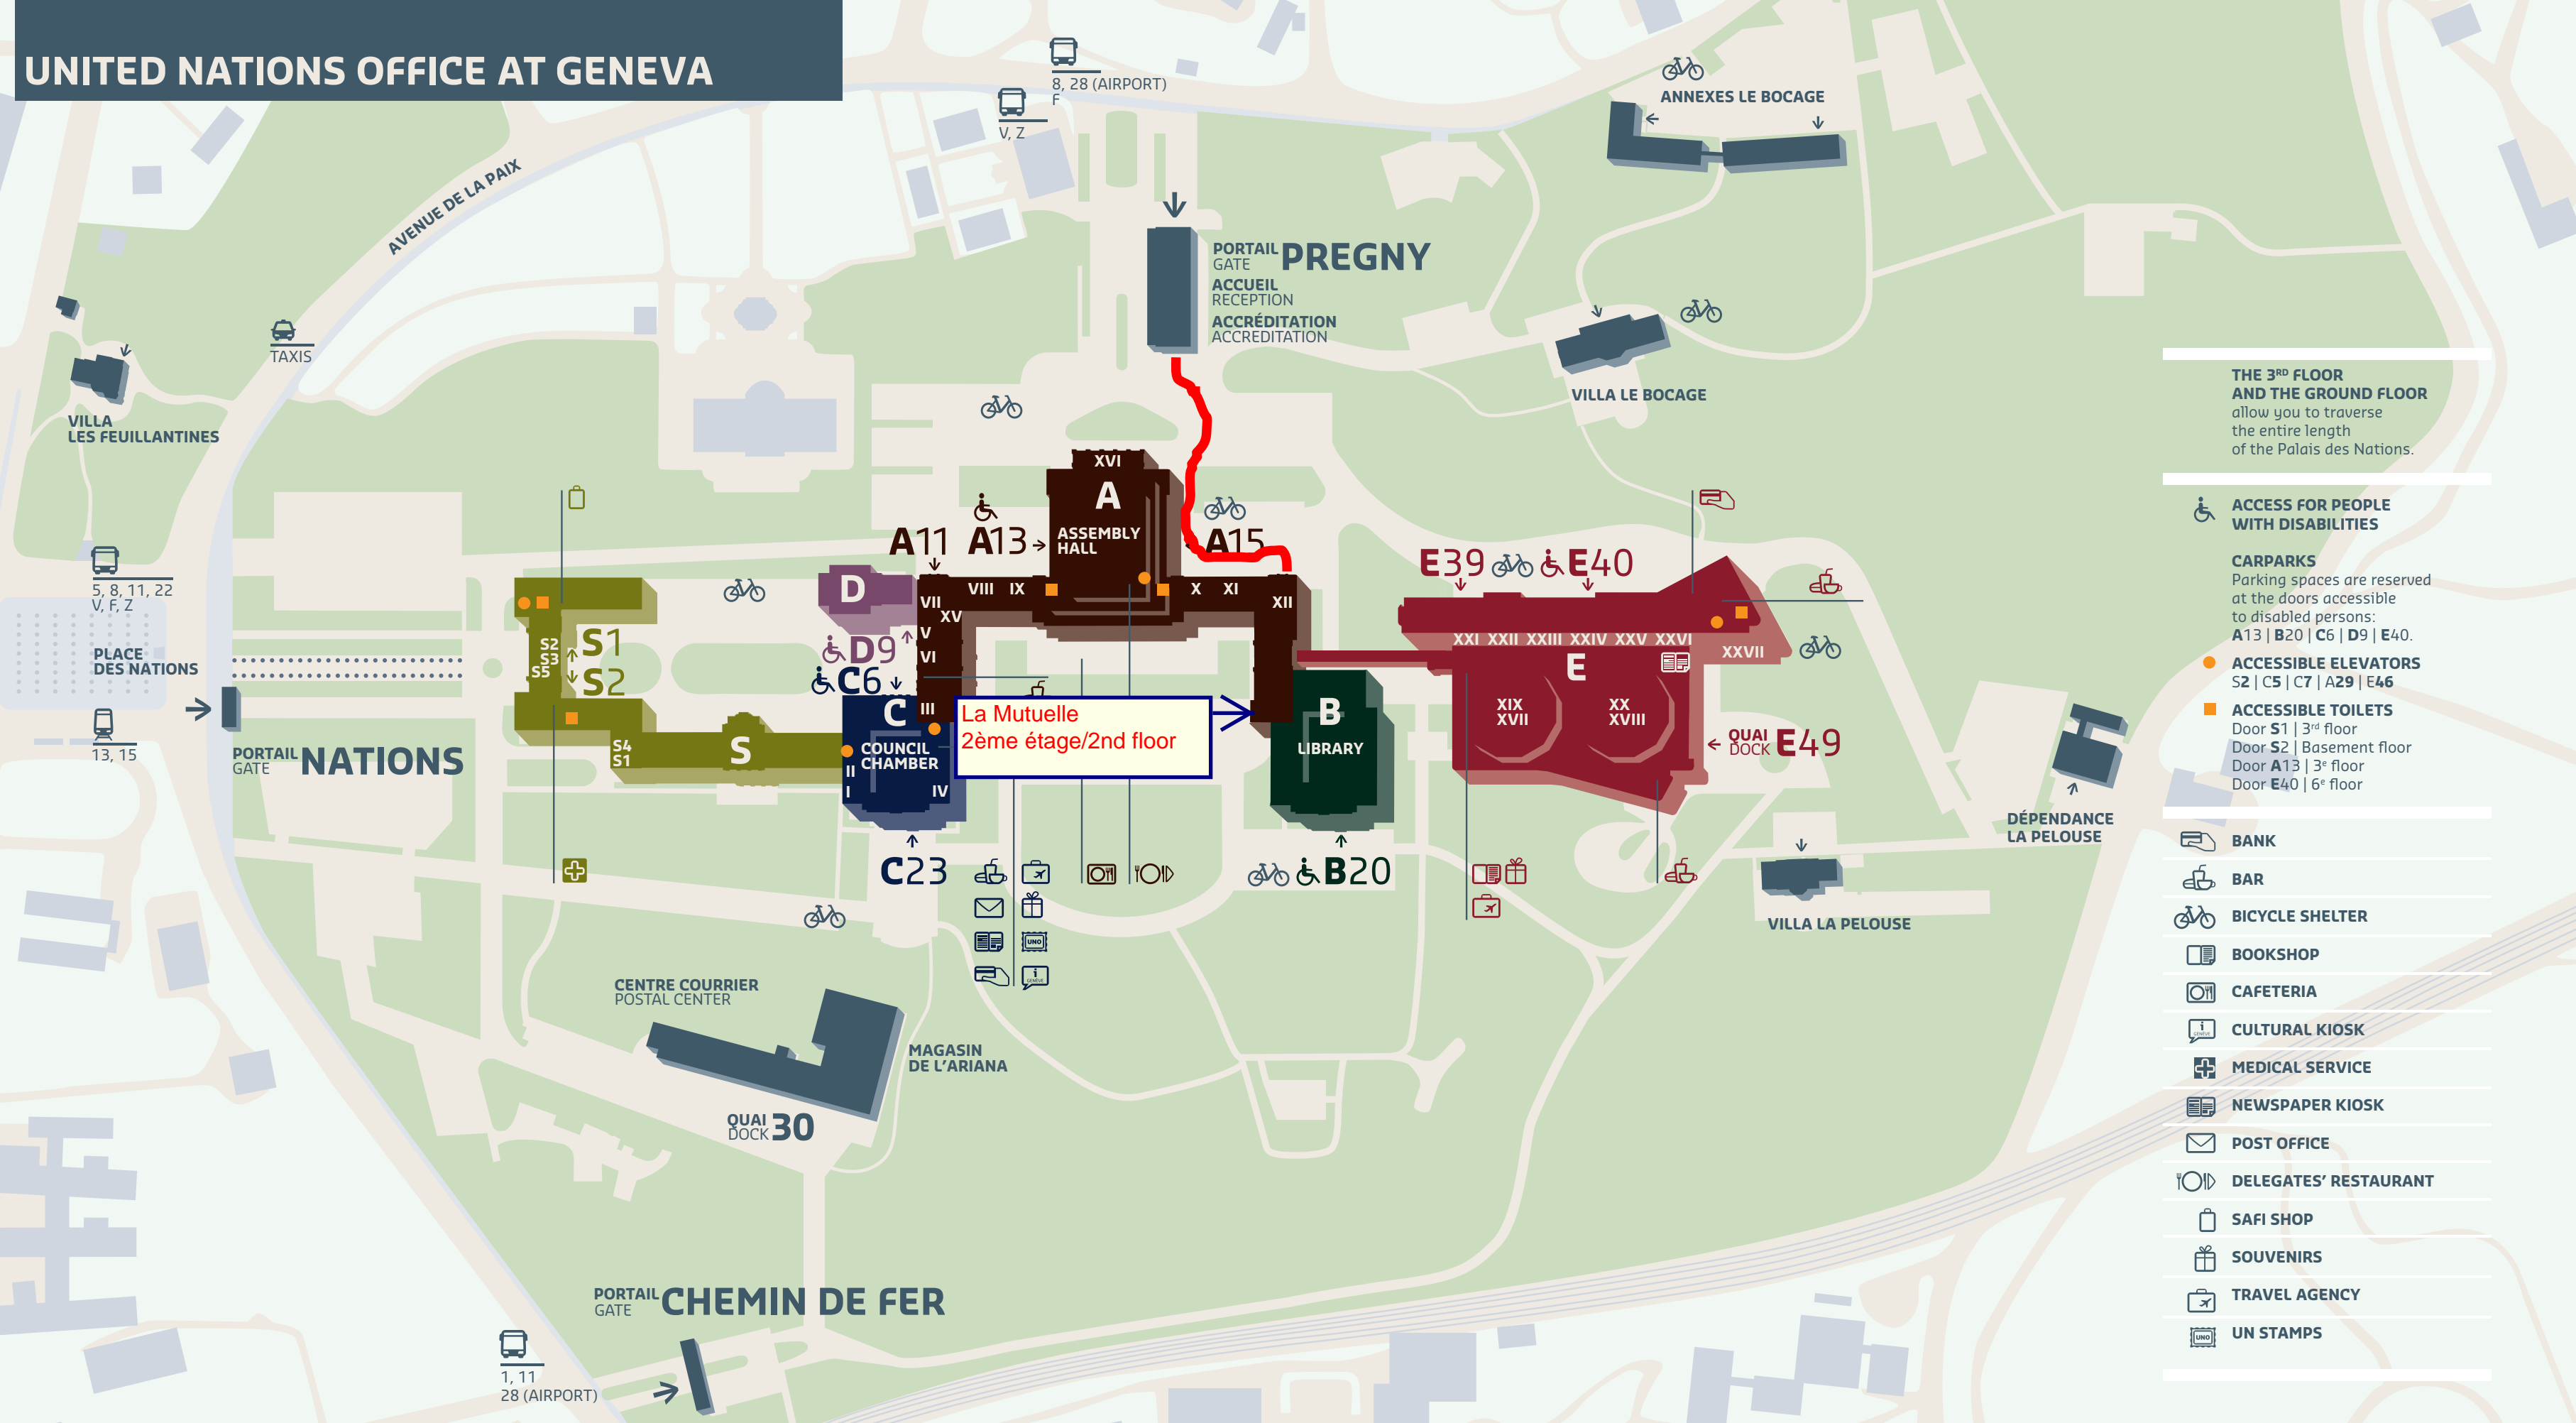 UNITED NATIONS OFFICE AT GENEVA
8, 28 (AIRPORT)
F
V, Z
ANNEXES LE BOCAGE
AVENUE DE LA PAIX
PORTAIL
GATE
PREGNY
ACCUEIL
RECEPTION
ACCRÉDITATION
ACCREDITATION
TAXIS
VILLA
LES FEUILLANTINES
VILLA LE BOCAGE
XVI
A
ASSEMBLY
HALL
A11
A13
A15
VIII
IX
X
XI
XII
VII
XV
V
VI
III
D
D9
C6
C
COUNCIL
CHAMBER
II
I
IV
C23
La Mutuelle
2ème étage/2nd floor
B
LIBRARY
B20
E39
E40
XXI
XXII
XXIII
XXIV
XXV
XXVI
XXVII
E
XIX
XVII
XX
XVIII
QUAI
DOCK
E49
5, 8, 11, 22
V, F, Z
PLACE
DES NATIONS
13, 15
PORTAIL
GATE
NATIONS
S2
S3
S5
S1
S2
S4
S1
S
UNO
i
GENÈVE
DÉPENDANCE
LA PELOUSE
VILLA LA PELOUSE
CENTRE COURRIER
POSTAL CENTER
MAGASIN
DE L'ARIANA
QUAI
DOCK
30
PORTAIL
GATE
CHEMIN DE FER
1, 11
28 (AIRPORT)
THE 3RD FLOOR
AND THE GROUND FLOOR
allow you to traverse
the entire length
of the Palais des Nations.
ACCESS FOR PEOPLE
WITH DISABILITIES
CARPARKS
Parking spaces are reserved
at the doors accessible
to disabled persons:
A13 | B20 | C6 | D9 | E40.
ACCESSIBLE ELEVATORS
S2 | C5 | C7 | A29 | E46
ACCESSIBLE TOILETS
Door S1 | 3rd floor
Door S2 | Basement floor
Door A13 | 3e floor
Door E40 | 6e floor
BANK
BAR
BICYCLE SHELTER
BOOKSHOP
CAFETERIA
i
GENÈVE
CULTURAL KIOSK
MEDICAL SERVICE
NEWSPAPER KIOSK
POST OFFICE
DELEGATES' RESTAURANT
SAFI SHOP
SOUVENIRS
TRAVEL AGENCY
UNO
UN STAMPS